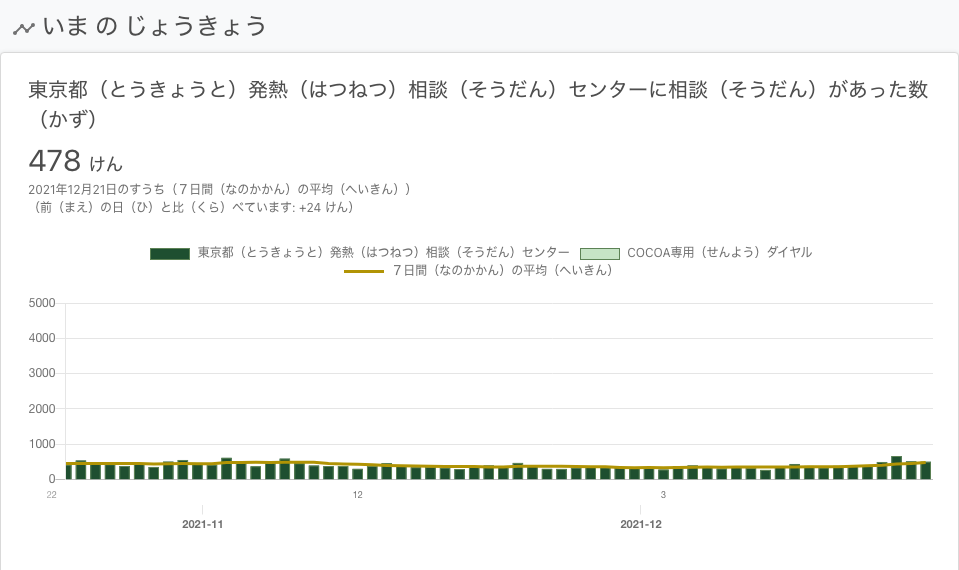 いま の じょうきょう
東京都（とうきょうと）発熱（はつねつ）相談（そうだん）センターに相談（そうだん）があった数
（かず）
478 けん
2021年12月21日のすうち（７日間（なのかかん）の平均（へいきん））
（前（まえ）の日（ひ）と比（くら）べています: +24 けん）
東京都（とうきょうと）発熱（はつねつ）相談（そうだん）センター COCOA専用（せんよう）ダイヤル
７日間（なのかかん）の平均（へいきん）
5000
4000
3000
2000
1000
0
22 12 3
2021-11 2021-12